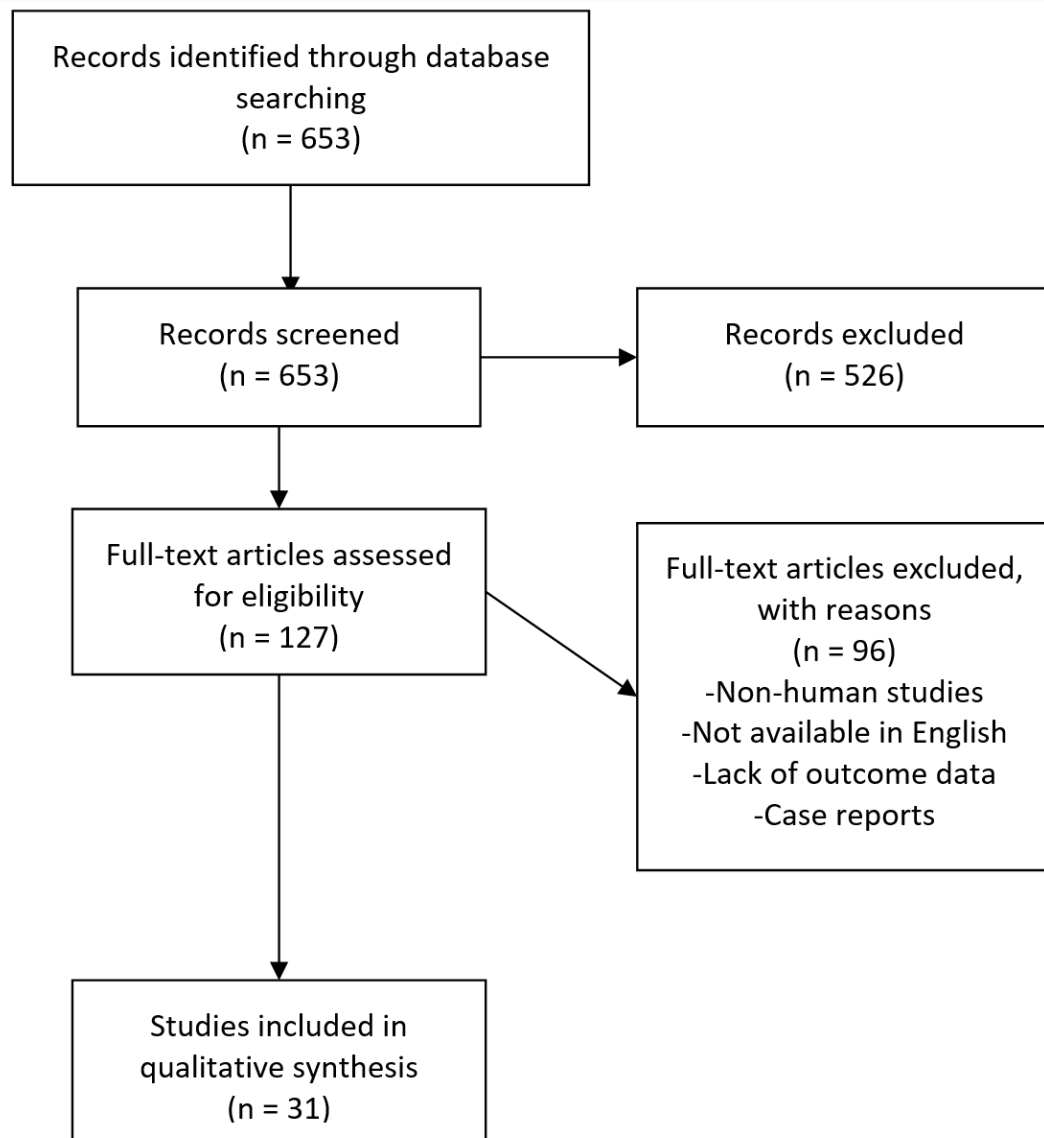 Records identified through database
searching
(n = 653)
Records screened
(n = 653)
Records excluded
(n = 526)
Full-text articles assessed
for eligibility
(n = 127)
Full-text articles excluded,
with reasons
(n = 96)
-Non-human studies
-Not available in English
-Lack of outcome data
-Case reports
Studies included in
qualitative synthesis
(n = 31)